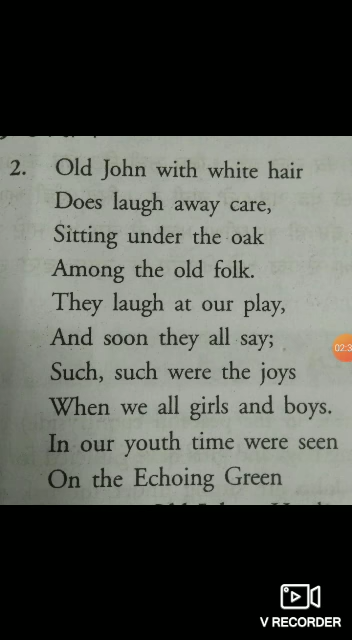 2. Old John with white hair
Does laugh away care,
Sitting under the oak
Among the old folk.
They laugh at our play,
And soon they all say;
Such, such were the joys
When we all girls and boys.
In our youth time were seen
On the Echoing Green
02:3
V RECORDER